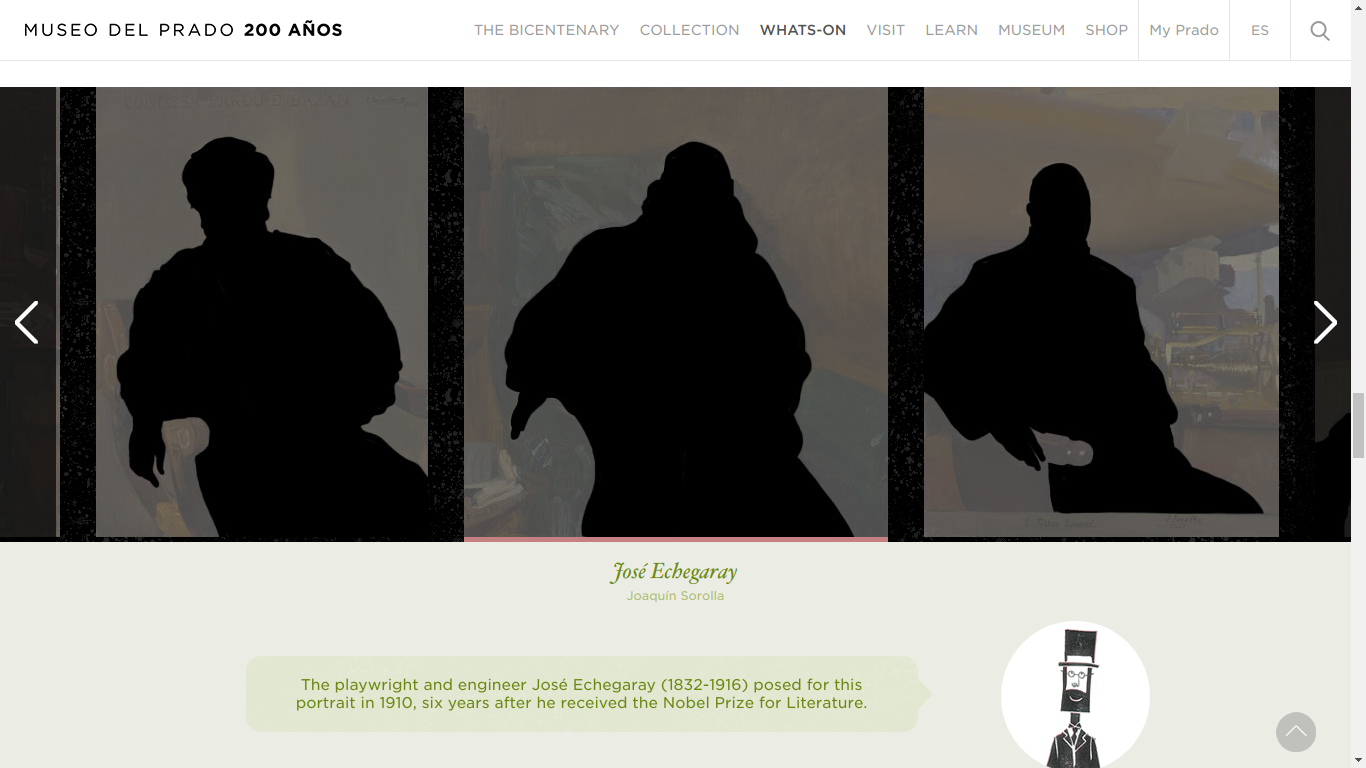 MUSEO DEL PRADO 200 AÑOS
THE BICENTENARY COLLECTION WHATS-ON VISIT LEARN MUSEUM SHOP My Prado ES
José Echegaray
Joaquín Sorolla
The playwright and engineer José Echegaray (1832-1916) posed for this
portrait in 1910, six years after he received the Nobel Prize for Literature.